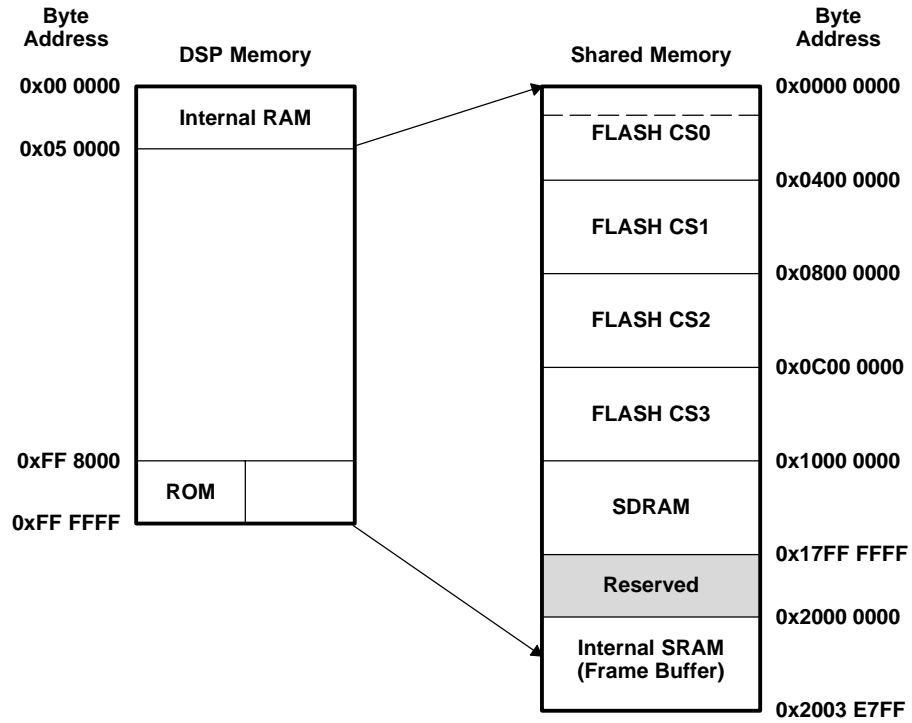 Byte
Address
DSP Memory
0x00 0000
Internal RAM
0x05 0000
0xFF 8000
ROM
0xFF FFFF
Byte
Address
Shared Memory
0x0000 0000
FLASH CS0
0x0400 0000
FLASH CS1
0x0800 0000
FLASH CS2
0x0C00 0000
FLASH CS3
0x1000 0000
SDRAM
0x17FF FFFF
Reserved
0x2000 0000
Internal SRAM
(Frame Buffer)
0x2003 E7FF